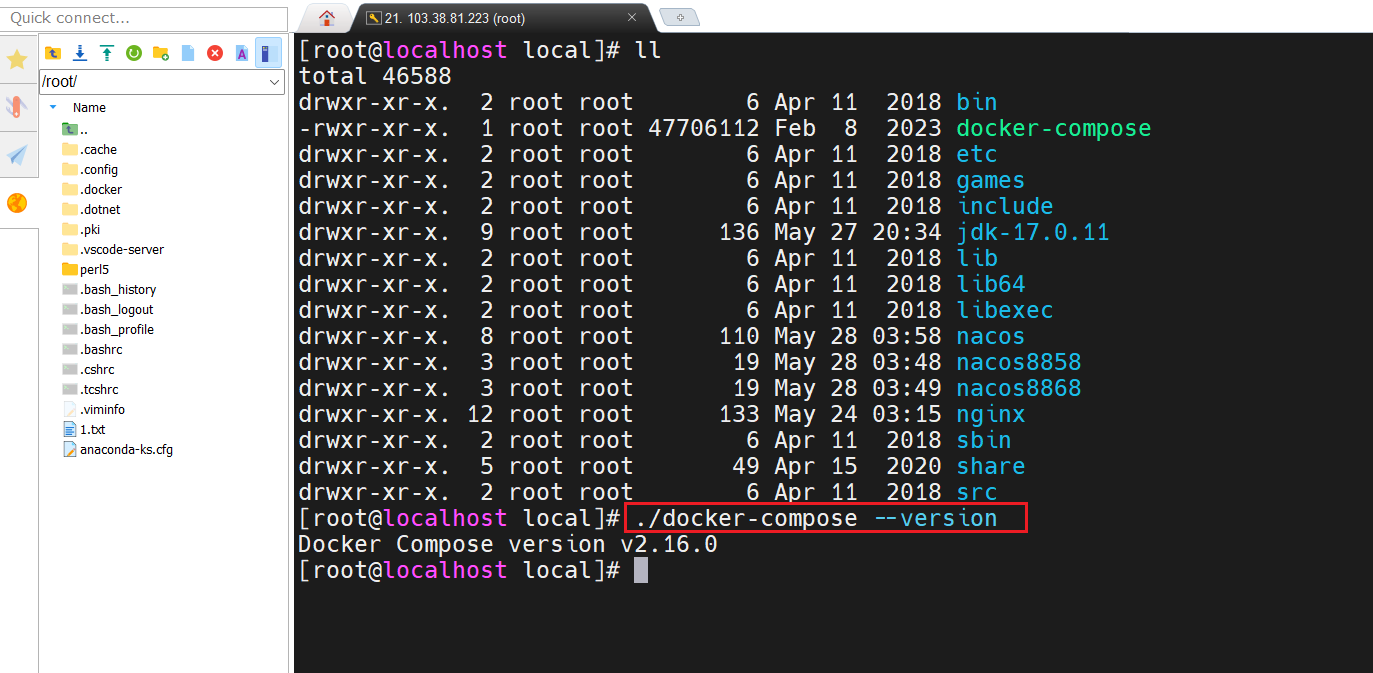 Quick connect...
21. 103.38.81.223 (root)
/root/
Name
..
.cache
.config
.docker
.dotnet
.pki
.vscode-server
perl5
.bash_history
.bash_logout
.bash_profile
.bashrc
.cshrc
.tcshrc
.viminfo
1.txt
anaconda-ks.cfg
[root@localhost local]# ll
total 46588
drwxr-xr-x.  2 root root        6 Apr 11  2018 bin
-rwxr-xr-x.  1 root root 47706112 Feb  8  2023 docker-compose
drwxr-xr-x.  2 root root        6 Apr 11  2018 etc
drwxr-xr-x.  2 root root        6 Apr 11  2018 games
drwxr-xr-x.  2 root root        6 Apr 11  2018 include
drwxr-xr-x.  9 root root      136 May 27 20:34 jdk-17.0.11
drwxr-xr-x.  2 root root        6 Apr 11  2018 lib
drwxr-xr-x.  2 root root        6 Apr 11  2018 lib64
drwxr-xr-x.  2 root root        6 Apr 11  2018 libexec
drwxr-xr-x.  8 root root      110 May 28 03:58 nacos
drwxr-xr-x.  3 root root       19 May 28 03:48 nacos8858
drwxr-xr-x.  3 root root       19 May 28 03:49 nacos8868
drwxr-xr-x. 12 root root      133 May 24 03:15 nginx
drwxr-xr-x.  2 root root        6 Apr 11  2018 sbin
drwxr-xr-x.  5 root root       49 Apr 15  2020 share
drwxr-xr-x.  2 root root        6 Apr 11  2018 src
[root@localhost local]# ./docker-compose --version
Docker Compose version v2.16.0
[root@localhost local]#